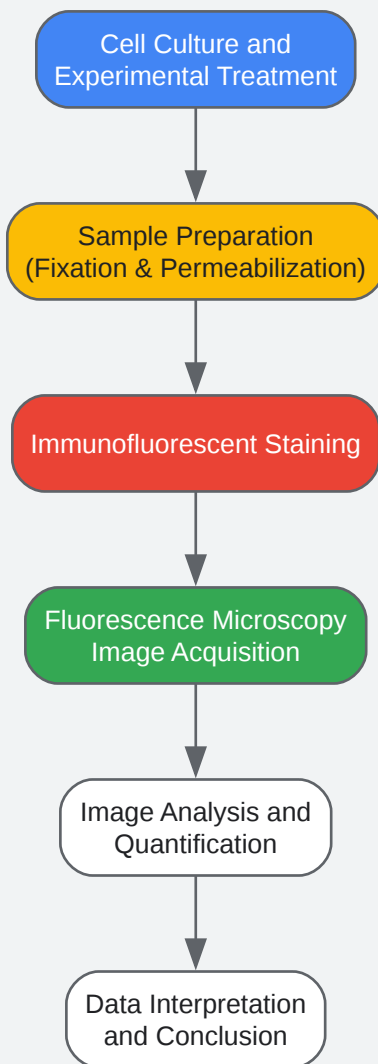 Cell Culture and
Experimental Treatment
Sample Preparation
(Fixation & Permeabilization)
Immunofluorescent Staining
Fluorescence Microscopy
Image Acquisition
Image Analysis and
Quantification
Data Interpretation
and Conclusion